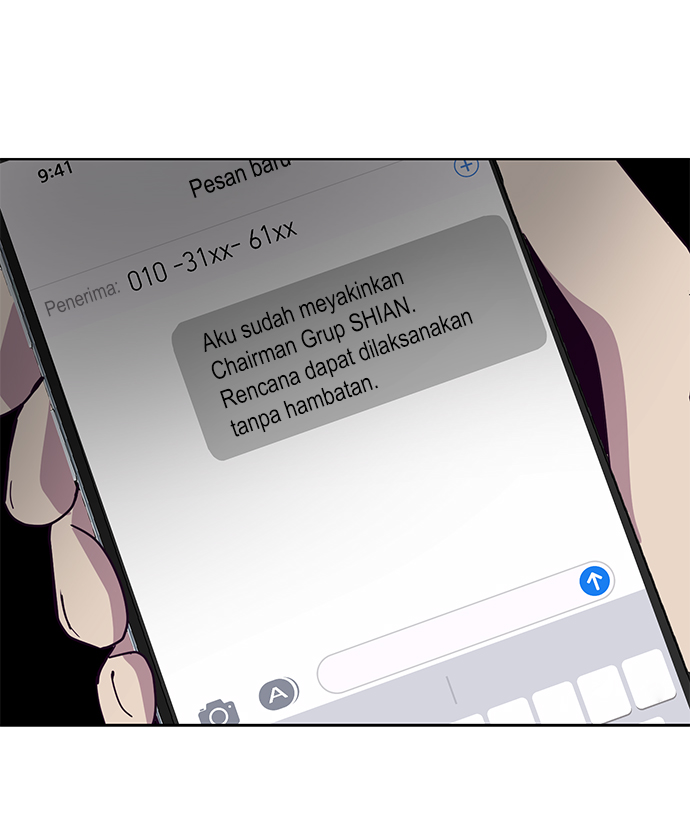 9:41
Pesan baru
Penerima: 010 -31xx- 61xx
Aku sudah meyakinkan
Chairman Grup SHIAN.
Rencana dapat dilaksanakan
tanpa hambatan.